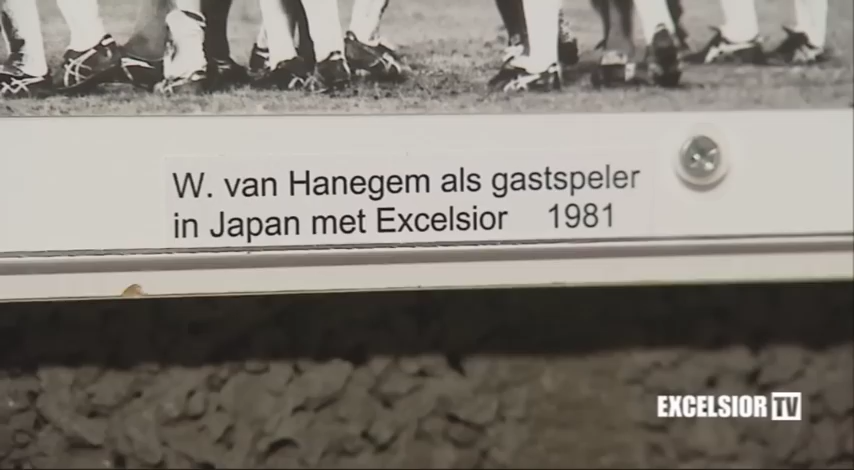 W. van Hanegem als gastspeler
in Japan met Excelsior 1981
EXCELSIOR TV